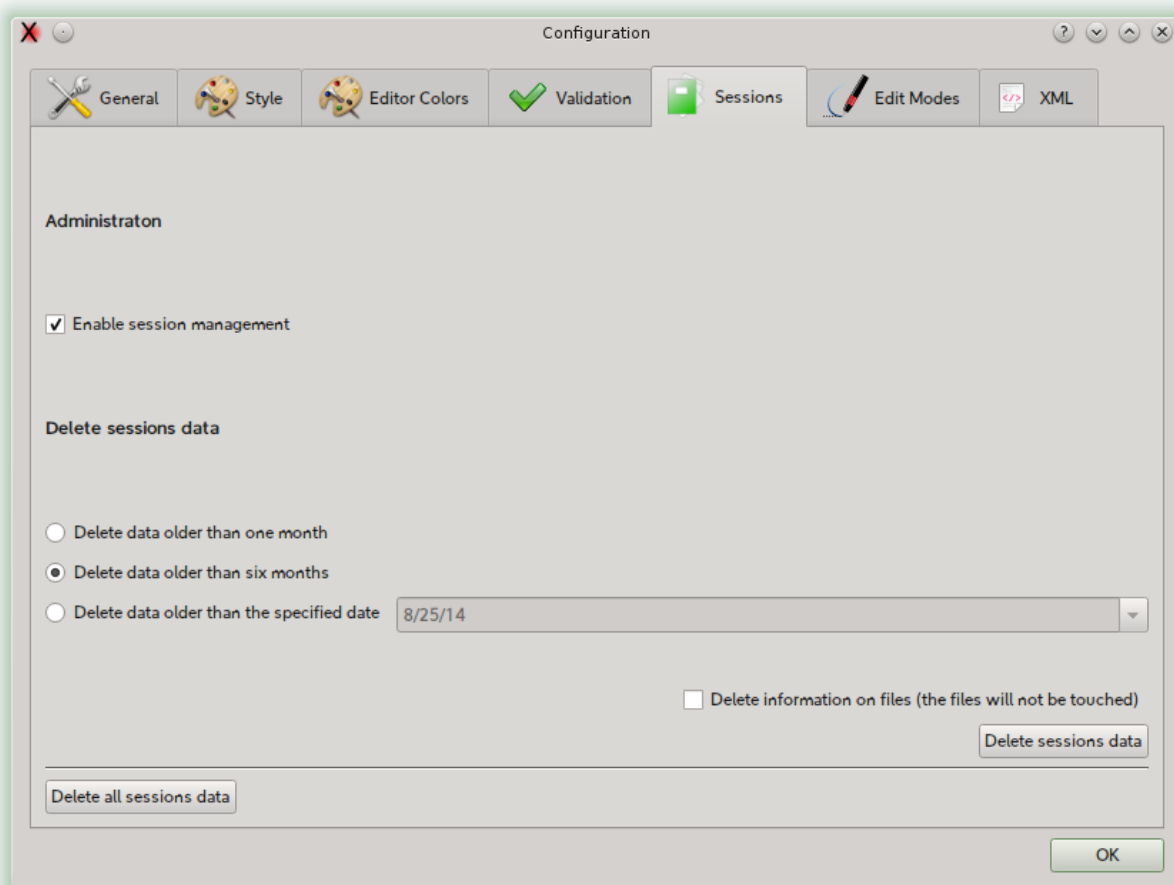 Configuration
General Style Editor Colors Validation Sessions Edit Modes XML
Administraton
Enable session management
Delete sessions data
Delete data older than one month
Delete data older than six months
Delete data older than the specified date 8/25/14
Delete information on files (the files will not be touched)
Delete sessions data
Delete all sessions data
OK